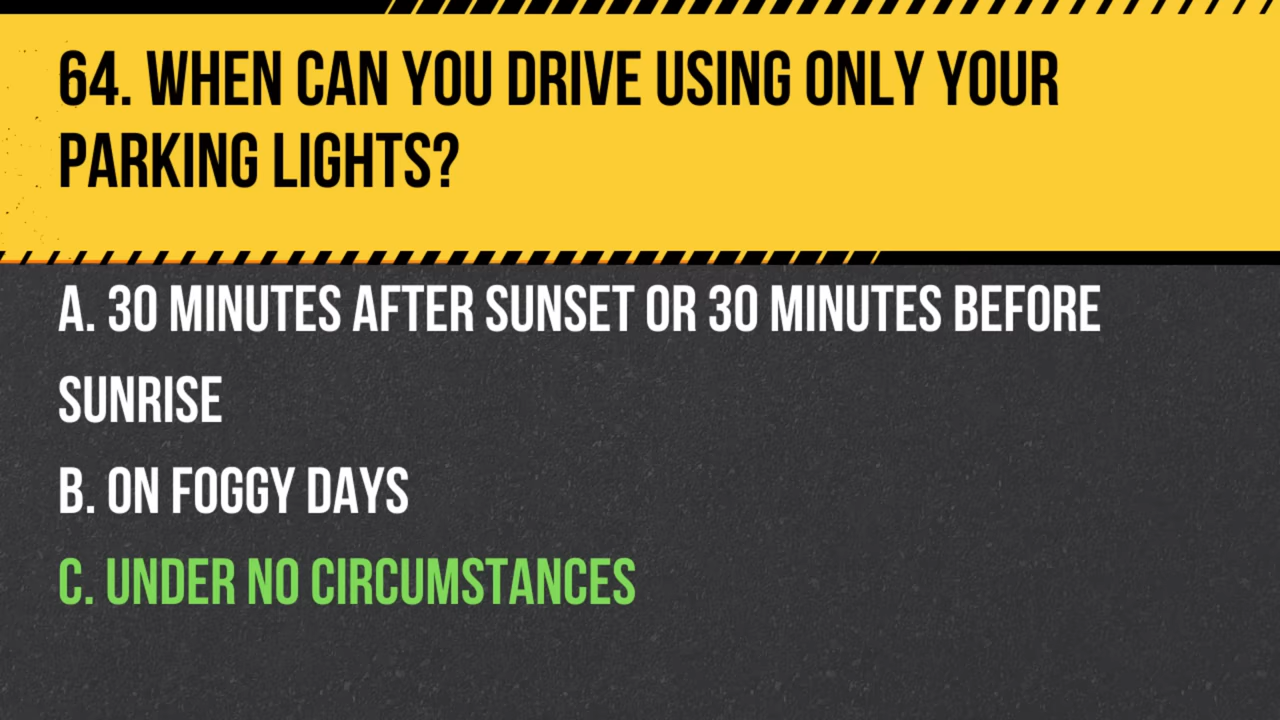 64. WHEN CAN YOU DRIVE USING ONLY YOUR
PARKING LIGHTS?
A. 30 MINUTES AFTER SUNSET OR 30 MINUTES BEFORE
SUNRISE
B. ON FOGGY DAYS
C. UNDER NO CIRCUMSTANCES